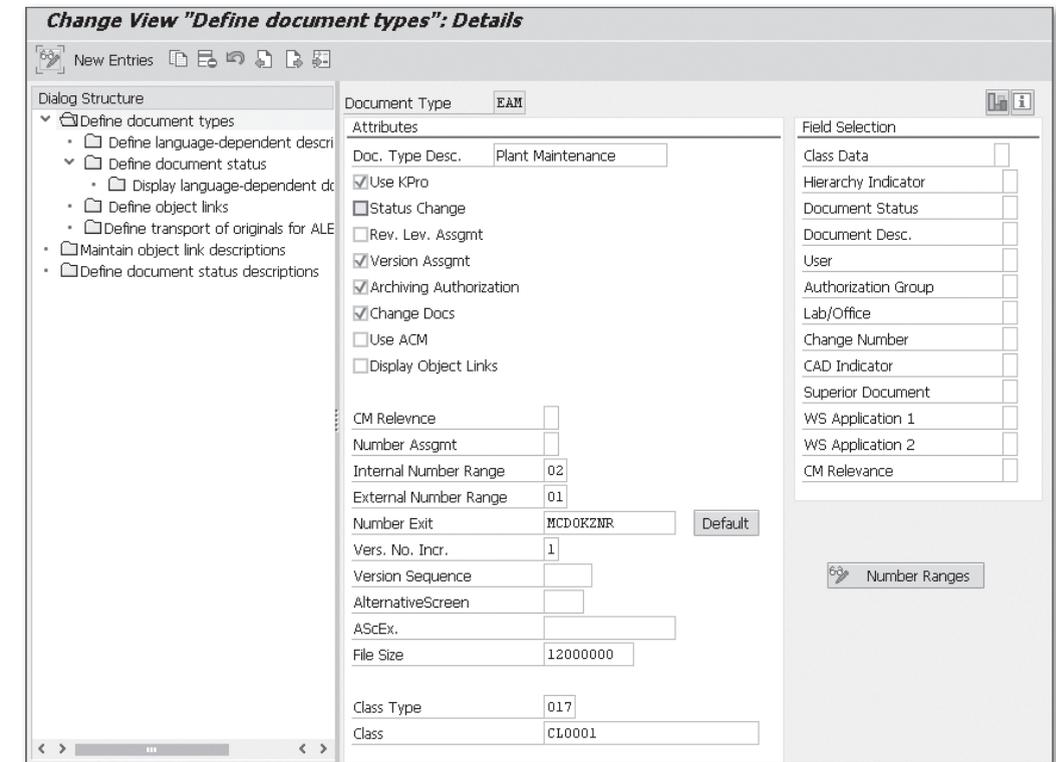 Change View "Define document types": Details
New Entries
Dialog Structure
Define document types
Define language-dependent descri
Define document status
Display language-dependent do
Define object links
Define transport of originals for ALE
Maintain object link descriptions
Define document status descriptions
Document Type EAM
Attributes
Doc. Type Desc. Plant Maintenance
Use KPro
Status Change
Rev. Lev. Assgmt
Version Assgmt
Archiving Authorization
Change Docs
Use ACM
Display Object Links
CM Relevnce
Number Assgmt
Internal Number Range 02
External Number Range 01
Number Exit MCDOKZNR Default
Vers. No. Incr. 1
Version Sequence
AlternativeScreen
AScEx.
File Size 12000000
Class Type 017
Class CL0001
Field Selection
Class Data
Hierarchy Indicator
Document Status
Document Desc.
User
Authorization Group
Lab/Office
Change Number
CAD Indicator
Superior Document
WS Application 1
WS Application 2
CM Relevance
Number Ranges